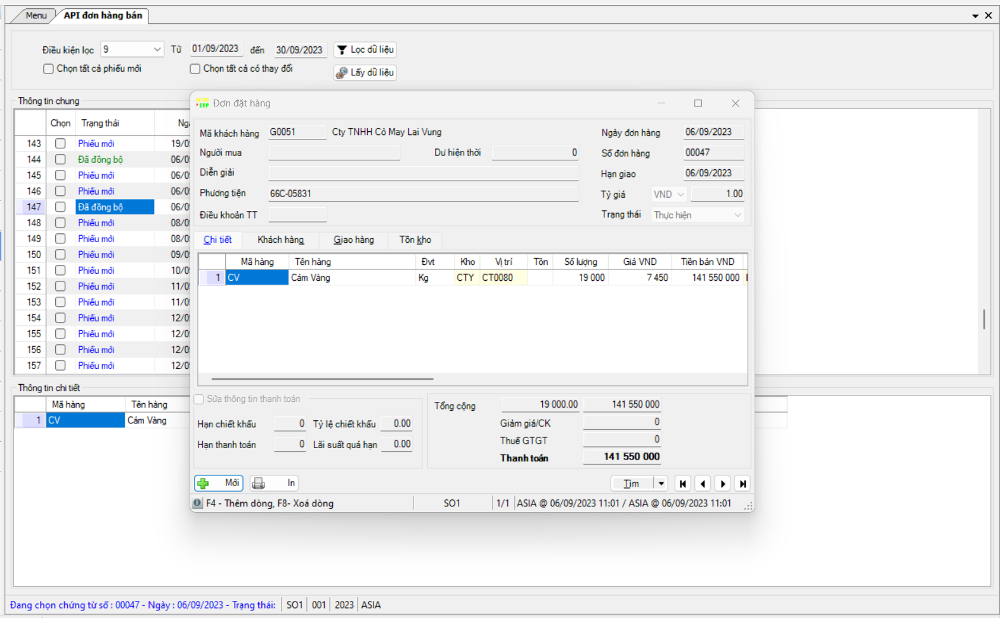 Menu
API đơn hàng bán
Điều kiện lọc 9 Từ 01/09/2023 đến 30/09/2023 Lọc dữ liệu
Chọn tất cả phiếu mới Chọn tất cả có thay đổi Lấy dữ liệu
Thông tin chung
Chọn Trạng thái Ngà
143 Phiếu mới 19/0
144 Đã đồng bộ 06/0
145 Phiếu mới 06/0
146 Phiếu mới 06/0
147 Đã đồng bộ 06/0
148 Phiếu mới 08/0
149 Phiếu mới 08/0
150 Phiếu mới 09/0
151 Phiếu mới 10/0
152 Phiếu mới 11/0
153 Phiếu mới 11/0
154 Phiếu mới 12/0
155 Phiếu mới 12/0
156 Phiếu mới 12/0
157 Phiếu mới 12/0
Thông tin chi tiết
Mã hàng Tên hàng
1 CV Cám Vàng
Đơn đặt hàng
Mã khách hàng G0051 Cty TNHH Cỏ May Lai Vung Ngày đơn hàng 06/09/2023
Người mua Dư hiện thời 0 Số đơn hàng 00047
Diễn giải Hạn giao 06/09/2023
Phương tiện 66C-05831 Tỷ giá VND 1.00
Điều khoản TT Trạng thái Thực hiện
Chi tiết Khách hàng Giao hàng Tồn kho
Mã hàng Tên hàng Đvt Kho Vị trí Tồn Số lượng Giá VND Tiền bán VND
1 CV Cám Vàng Kg CTY CT0080 19 000 7 450 141 550 000
Sửa thông tin thanh toán
Hạn chiết khấu 0 Tỷ lệ chiết khấu 0.00
Hạn thanh toán 0 Lãi suất quá hạn 0.00
Tổng cộng 19 000.00 141 550 000
Giảm giá/CK 0
Thuế GTGT 0
Thanh toán 141 550 000
Mới In Tìm
F4 - Thêm dòng, F8- Xoá dòng SO1 1/1 ASIA @ 06/09/2023 11:01 / ASIA @ 06/09/2023 11:01
Đang chọn chứng từ số : 00047 - Ngày : 06/09/2023 - Trạng thái: SO1 001 2023 ASIA